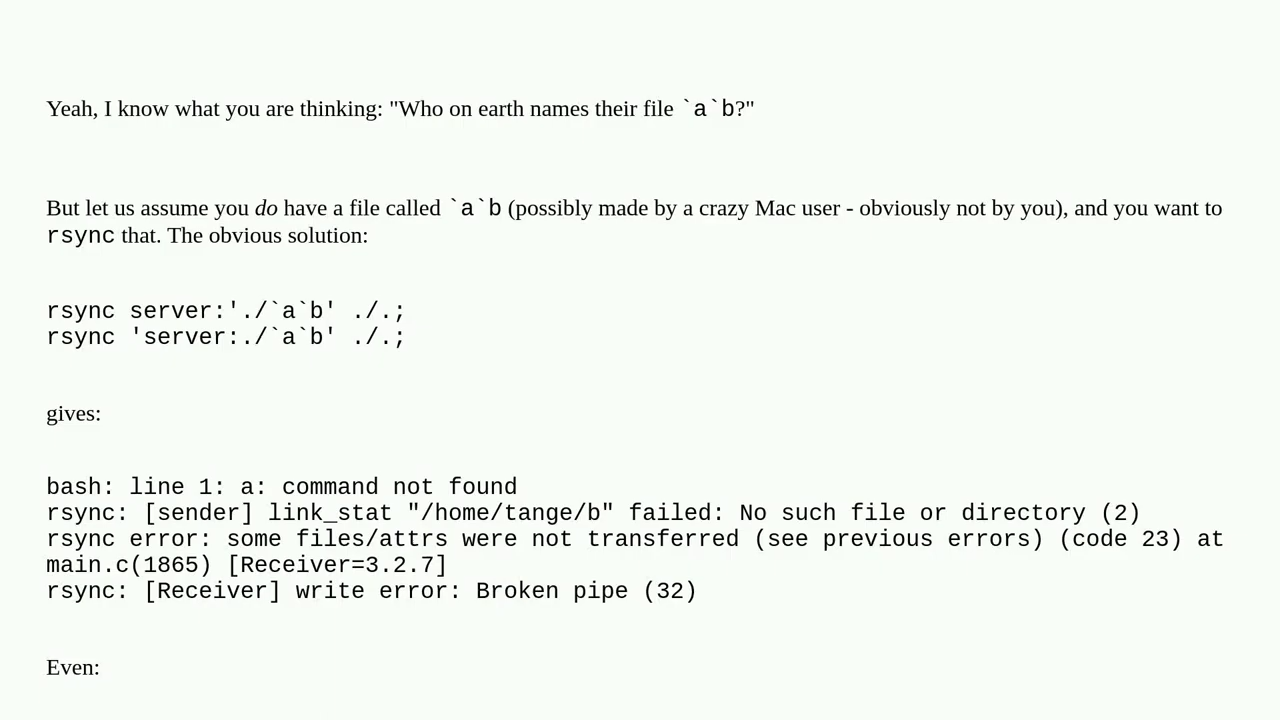 Yeah, I know what you are thinking: "Who on earth names their file `a`b?"
But let us assume you do have a file called `a`b (possibly made by a crazy Mac user - obviously not by you), and you want to
rsync that. The obvious solution:
rsync server:'./`a`b' ./.;
rsync 'server:./`a`b' ./.;
gives:
bash: line 1: a: command not found
rsync: [sender] link_stat "/home/tange/b" failed: No such file or directory (2)
rsync error: some files/attrs were not transferred (see previous errors) (code 23) at
main.c(1865) [Receiver=3.2.7]
rsync: [Receiver] write error: Broken pipe (32)
Even: